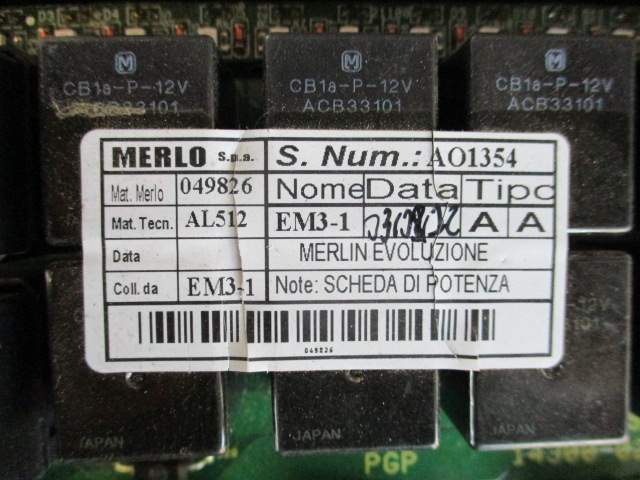 CB1a-P-12V
CB1a-P-12V
CB1a-P-12V
ACB33101
ACB33101
ACB33101
MERLO S.p.a. S. Num.: AO1354
Mat. Merlo 049826 Nome Data Tipo
Mat. Tecn. AL512 EM3-1 A A
Data MERLIN EVOLUZIONE
Coll. da EM3-1 Note: SCHEDA DI POTENZA
049826
JAPAN
JAPAN
JAPAN
PGP